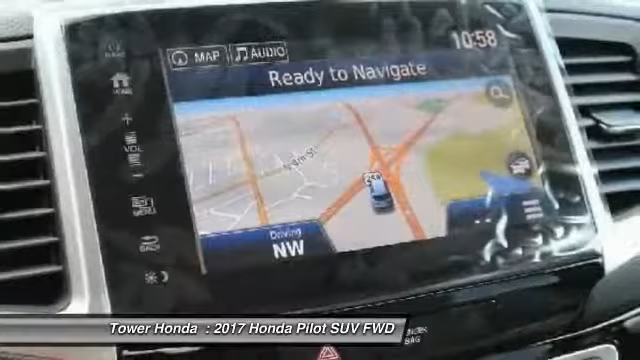 MAP
AUDIO
10:58
Ready to Navigate
HOME
+
VOL
-
MENU
BACK
Driving
NW
Tower Honda : 2017 Honda Pilot SUV FWD
BAG